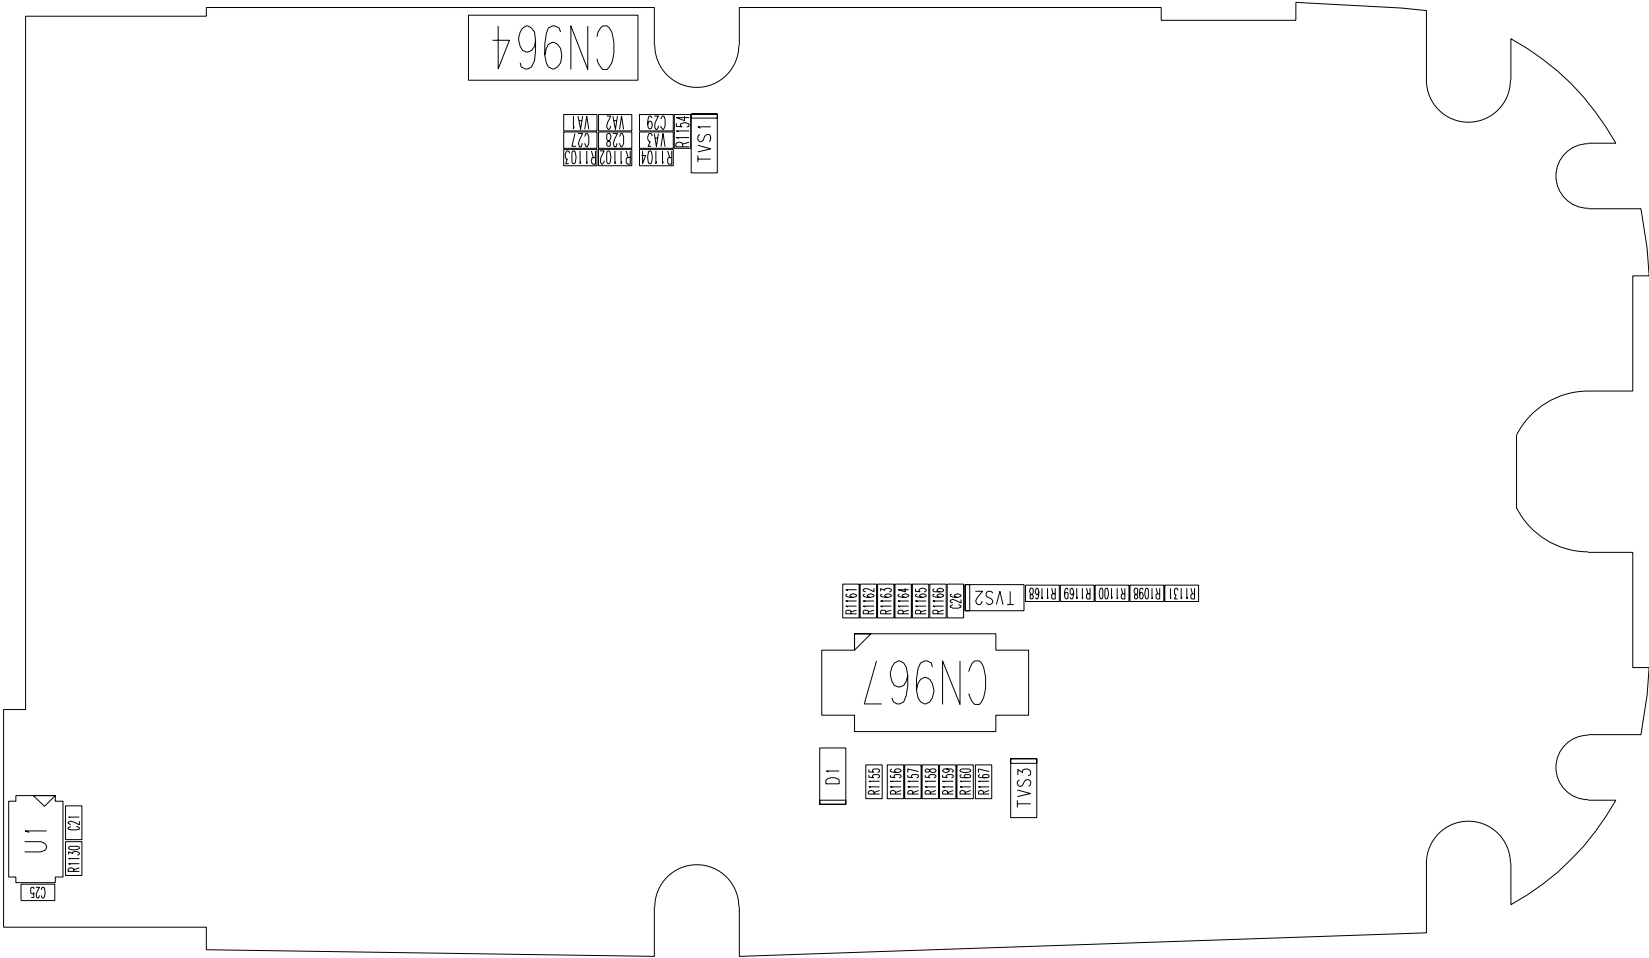 CN964
VA1 VA2 C29 R1154 TVS1
C27 C28 VA3
R1103 R1102 R1104
R1161 R1162 R1163 R1164 R1165 R1166 C26 TVS2 R1168 R1169 R1100 R1098 R1131
CN967
D1 R1155 R1156 R1157 R1158 R1159 R1160 R1167 TVS3
U1 C21
R1130
C25